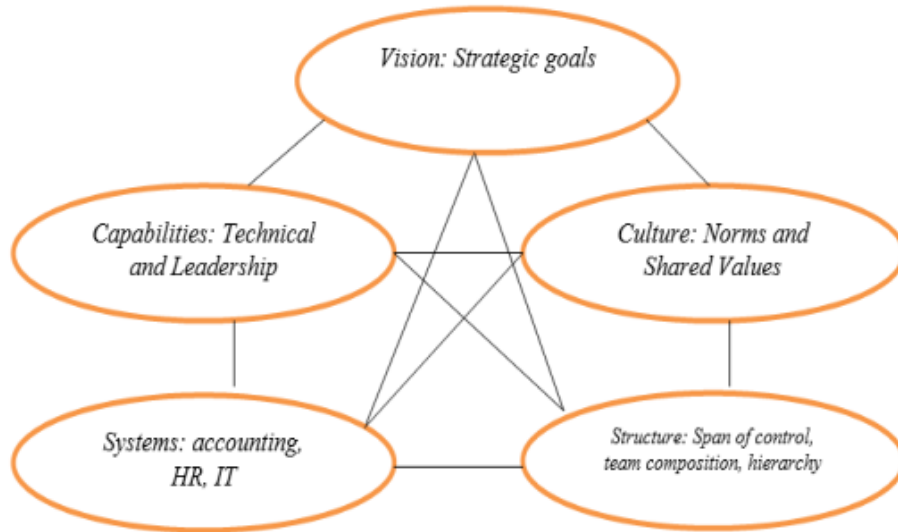 Vision: Strategic goals
Capabilities: Technical
and Leadership
Culture: Norms and
Shared Values
Systems: accounting,
HR, IT
Structure: Span of control,
team composition, hierarchy